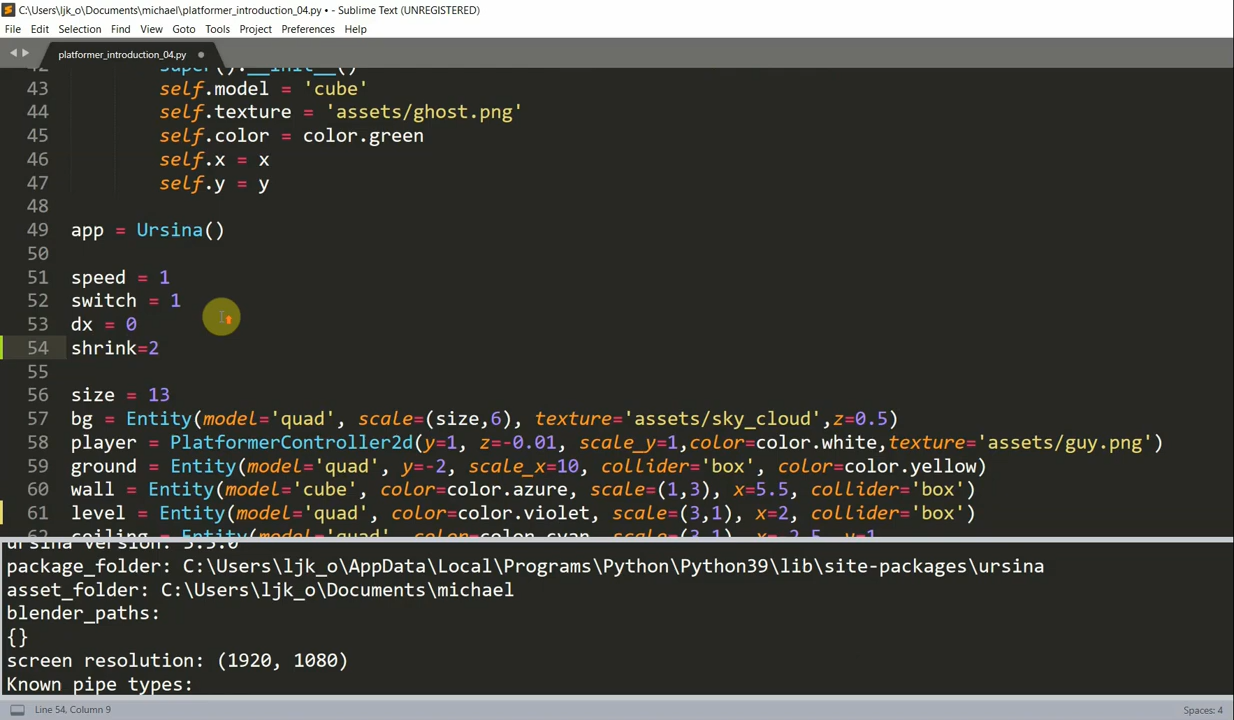 C:\Users\ljk_o\Documents\michael\platformer_introduction_04.py • - Sublime Text (UNREGISTERED)
File Edit Selection Find View Goto Tools Project Preferences Help
platformer_introduction_04.py
42 super().__init__()
43 self.model = 'cube'
44 self.texture = 'assets/ghost.png'
45 self.color = color.green
46 self.x = x
47 self.y = y
48
49 app = Ursina()
50
51 speed = 1
52 switch = 1
53 dx = 0
54 shrink=2
55
56 size = 13
57 bg = Entity(model='quad', scale=(size,6), texture='assets/sky_cloud',z=0.5)
58 player = PlatformerController2d(y=1, z=-0.01, scale_y=1,color=color.white,texture='assets/guy.png')
59 ground = Entity(model='quad', y=-2, scale_x=10, collider='box', color=color.yellow)
60 wall = Entity(model='cube', color=color.azure, scale=(1,3), x=5.5, collider='box')
61 level = Entity(model='quad', color=color.violet, scale=(3,1), x=2, collider='box')
62 ceiling = Entity(model='quad', color=color.cyan, scale=(3,1), x=-2.5, y=1
ursina version: 5.3.0
package_folder: C:\Users\ljk_o\AppData\Local\Programs\Python\Python39\lib\site-packages\ursina
asset_folder: C:\Users\ljk_o\Documents\michael
blender_paths:
{}
screen resolution: (1920, 1080)
Known pipe types:
Line 54, Column 9 Spaces: 4